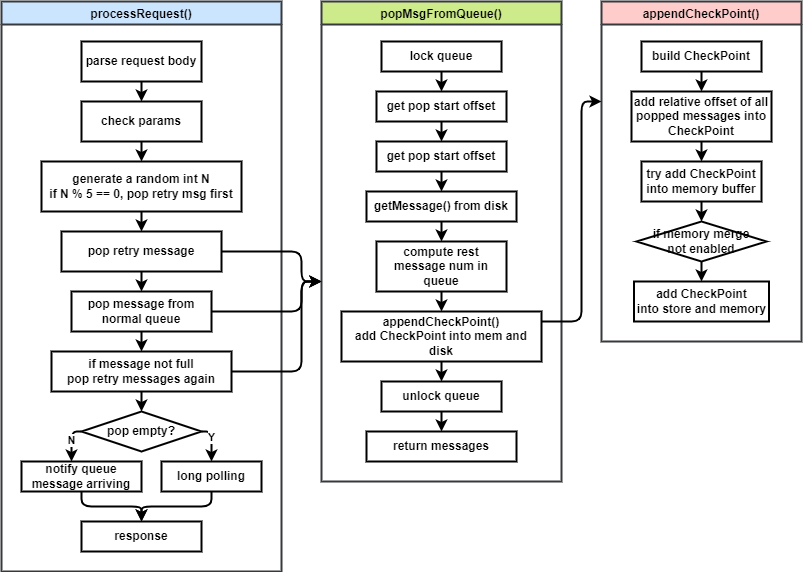 processRequest()
parse request body
check params
generate a random int N
if N % 5 == 0, pop retry msg first
pop retry message
pop message from
normal queue
if message not full
pop retry messages again
pop empty?
N
Y
notify queue
message arriving
long polling
response
popMsgFromQueue()
lock queue
get pop start offset
get pop start offset
getMessage() from disk
compute rest
message num in
queue
appendCheckPoint()
add CheckPoint into mem and
disk
unlock queue
return messages
appendCheckPoint()
build CheckPoint
add relative offset of all
popped messages into
CheckPoint
try add CheckPoint
into memory buffer
if memory merge
not enabled
add CheckPoint
into store and memory